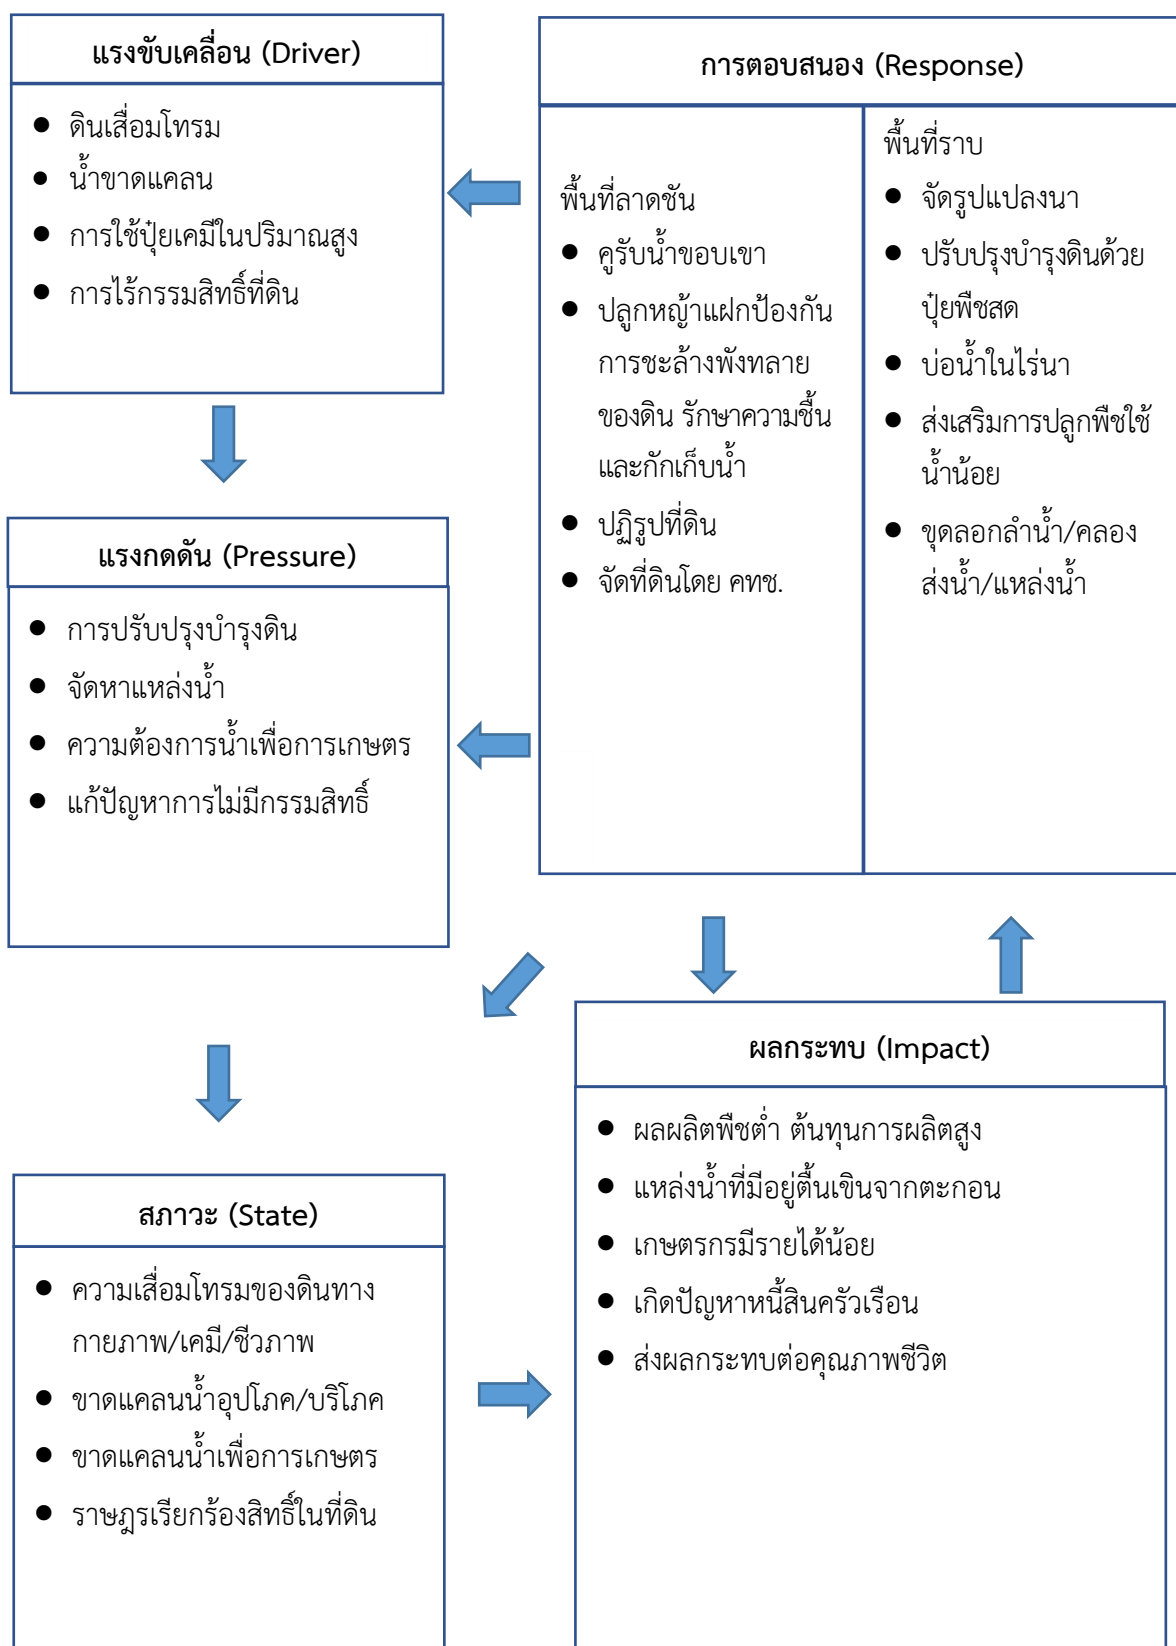 แรงขับเคลื่อน (Driver)
● ดินเสื่อมโทรม
● น้ำขาดแคลน
● การใช้ปุ๋ยเคมีในปริมาณสูง
● การไร้กรรมสิทธิ์ที่ดิน
การตอบสนอง (Response)
พื้นที่ลาดชัน
● คูรับน้ำขอบเขา
● ปลูกหญ้าแฝกป้องกัน
การชะล้างพังทลาย
ของดิน รักษาความชื้น
และกักเก็บน้ำ
● ปฏิรูปที่ดิน
● จัดที่ดินโดย คทช.
พื้นที่ราบ
● จัดรูปแปลงนา
● ปรับปรุงบำรุงดินด้วย
ปุ๋ยพืชสด
● บ่อน้ำในไร่นา
● ส่งเสริมการปลูกพืชใช้
น้ำน้อย
● ขุดลอกลำน้ำ/คลอง
ส่งน้ำ/แหล่งน้ำ
แรงกดดัน (Pressure)
● การปรับปรุงบำรุงดิน
● จัดหาแหล่งน้ำ
● ความต้องการน้ำเพื่อการเกษตร
● แก้ปัญหาการไม่มีกรรมสิทธิ์
สภาวะ (State)
● ความเสื่อมโทรมของดินทาง
กายภาพ/เคมี/ชีวภาพ
● ขาดแคลนน้ำอุปโภค/บริโภค
● ขาดแคลนน้ำเพื่อการเกษตร
● ราษฎรเรียกร้องสิทธิ์ในที่ดิน
ผลกระทบ (Impact)
● ผลผลิตพืชต่ำ ต้นทุนการผลิตสูง
● แหล่งน้ำที่มีอยู่ตื้นเขินจากตะกอน
● เกษตรกรมีรายได้น้อย
● เกิดปัญหาหนี้สินครัวเรือน
● ส่งผลกระทบต่อคุณภาพชีวิต